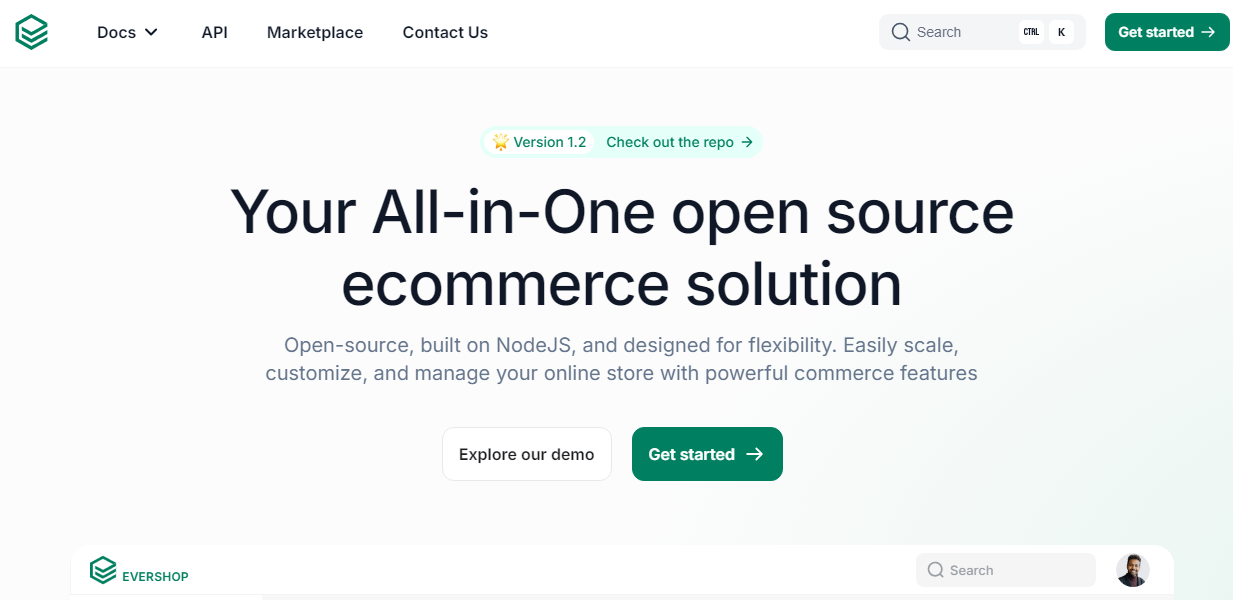 Docs API Marketplace Contact Us Search CTRL K Get started →
🌟 Version 1.2 Check out the repo →
Your All-in-One open source
ecommerce solution
Open-source, built on NodeJS, and designed for flexibility. Easily scale,
customize, and manage your online store with powerful commerce features
Explore our demo Get started →
EVERSHOP Search